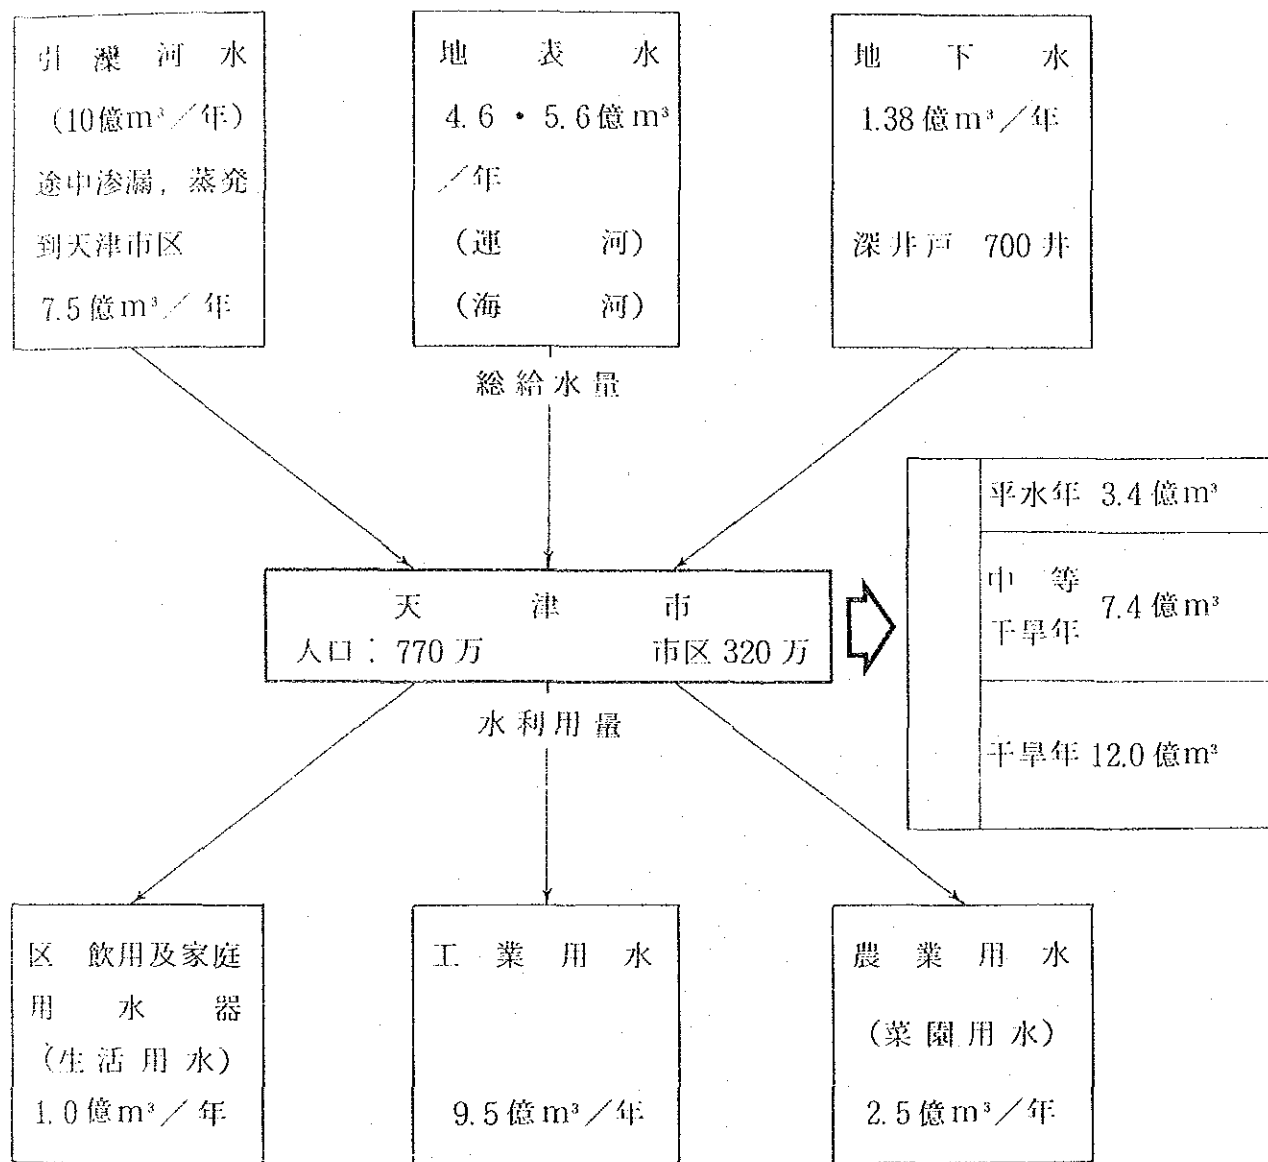 引灤河水
(10億m³/年)
途中渗漏,蒸発
到天津市区
7.5億m³/年
地表水
4.6・5.6億m³
/年
(運河)
(海河)
地下水
1.38億m³/年
深井戸 700井
総給水量
平水年 3.4億m³
中等
干旱年
7.4億m³
干旱年 12.0億m³
天津市
人口:770万 市区320万
水利用量
区 飲用及家庭
用水器
(生活用水)
1.0億m³/年
工業用水
9.5億m³/年
農業用水
(菜園用水)
2.5億m³/年